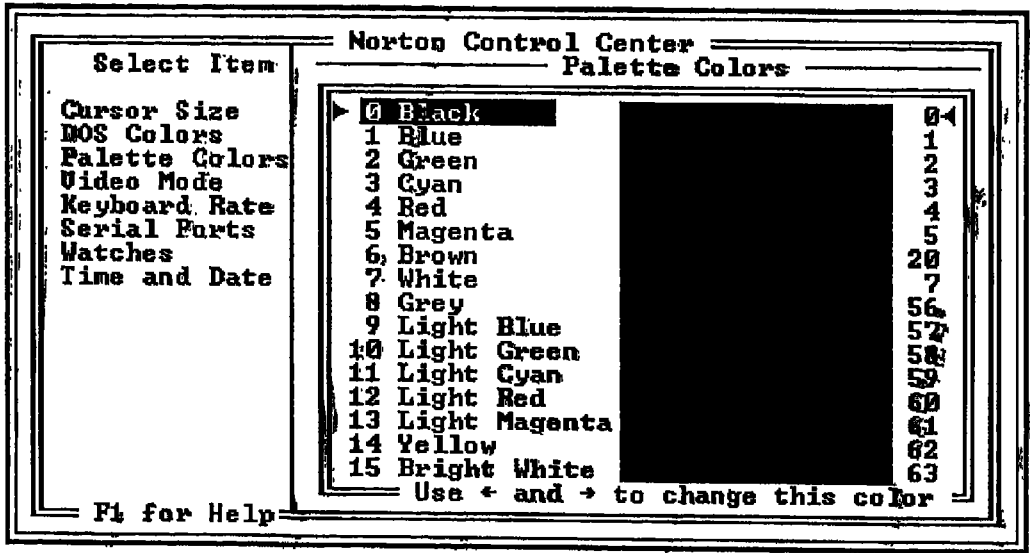 Norton Control Center
Select Item
Cursor Size
DOS Colors
Palette Colors
Video Mode
Keyboard Rate
Serial Ports
Watches
Time and Date
F1 for Help
Palette Colors
0 Black 0
1 Blue 1
2 Green 2
3 Cyan 3
4 Red 4
5 Magenta 5
6 Brown 20
7 White 7
8 Grey 56
9 Light Blue 57
10 Light Green 58
11 Light Cyan 59
12 Light Red 60
13 Light Magenta 61
14 Yellow 62
15 Bright White 63
Use ← and → to change this color